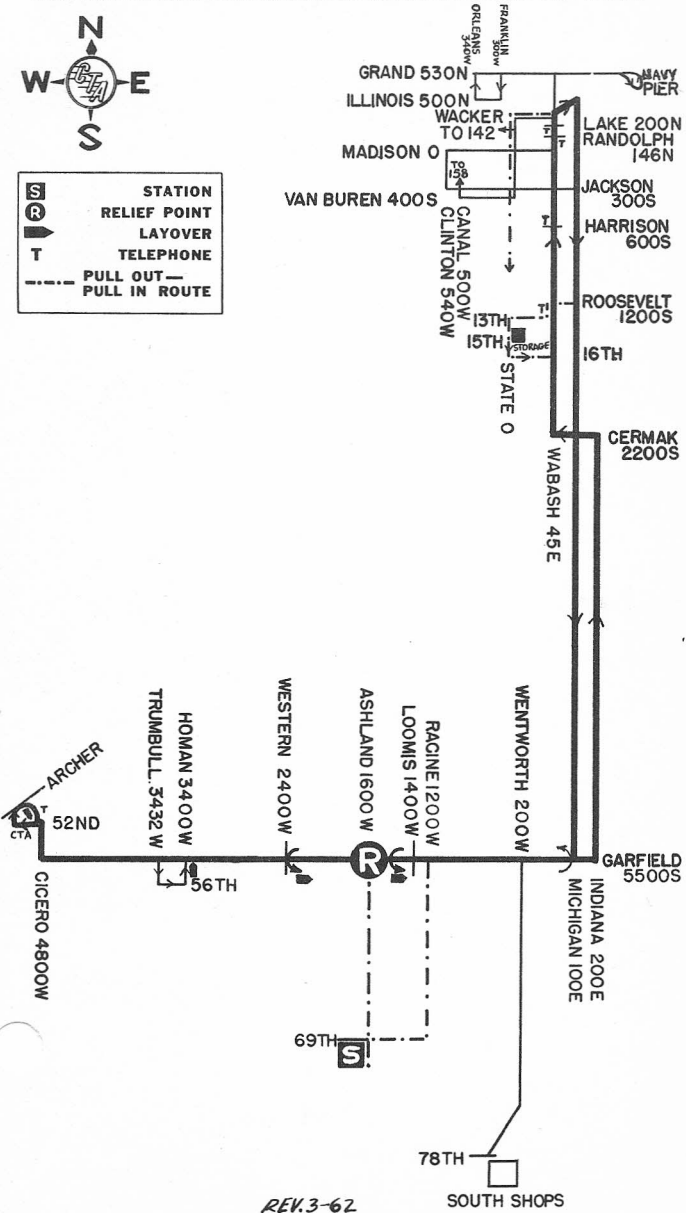 N
W CTA E
S
S STATION
R RELIEF POINT
LAYOVER
T TELEPHONE
PULL OUT—
PULL IN ROUTE
ORLEANS
340W
FRANKLIN
300W
GRAND 530N
NAVY
PIER
ILLINOIS 500N
WACKER
TO 142
LAKE 200N
T
RANDOLPH
146N
T
MADISON 0
TO
158
JACKSON
300S
VAN BUREN 400S
CANAL 500W
CLINTON 540W
T
HARRISON
600S
ROOSEVELT
1200S
T
13TH
15TH
STORAGE
16TH
STATE 0
CERMAK
2200S
WABASH 45E
ARCHER
T
CTA
52ND
CICERO 4800W
TRUMBULL. 3432W
HOMAN 3400W
56TH
WESTERN 2400W
ASHLAND 1600W
R
LOOMIS 1400W
RACINE 1200W
WENTWORTH 200W
GARFIELD
5500S
INDIANA 200E
MICHIGAN 100E
69TH
S
78TH
SOUTH SHOPS
REV. 3-62